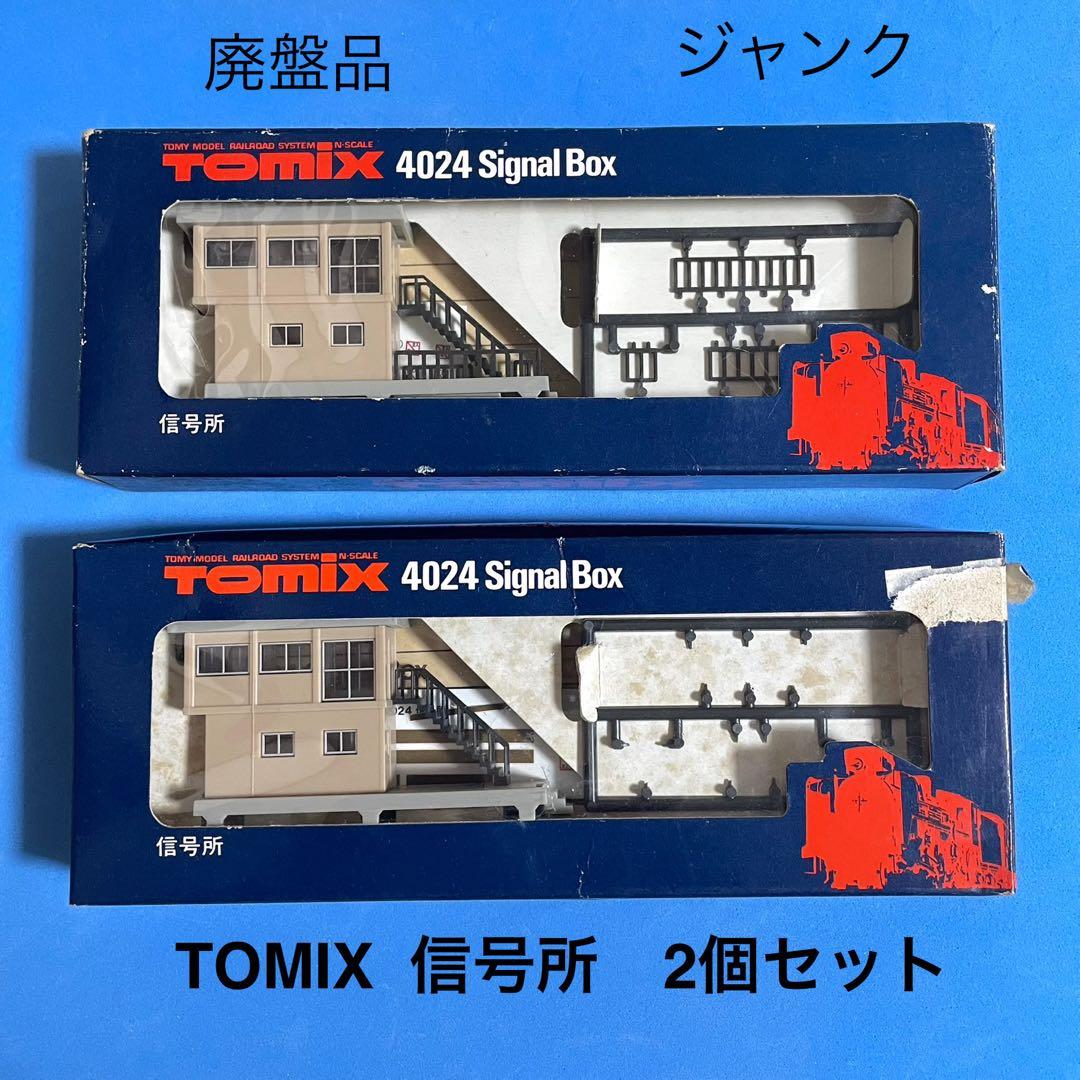 廃盤品 ジャンク
TOMY MODEL RAILROAD SYSTEM N-SCALE
TOMIX 4024 Signal Box
信号所
TOMY MODEL RAILROAD SYSTEM N-SCALE
TOMIX 4024 Signal Box
024
信号所
TOMIX 信号所 2個セット